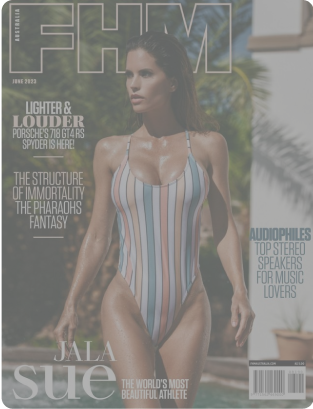 AUSTRALIA
FHM
JUNE 2023
LIGHTER &
LOUDER
PORSCHE'S 718 GT4 RS
SPYDER IS HERE!
THE STRUCTURE
OF IMMORTALITY
THE PHARAOHS
FANTASY
AUDIOPHILES
TOP STEREO
SPEAKERS
FOR MUSIC
LOVERS
JALA
sue
THE WORLD'S MOST
BEAUTIFUL ATHLETE